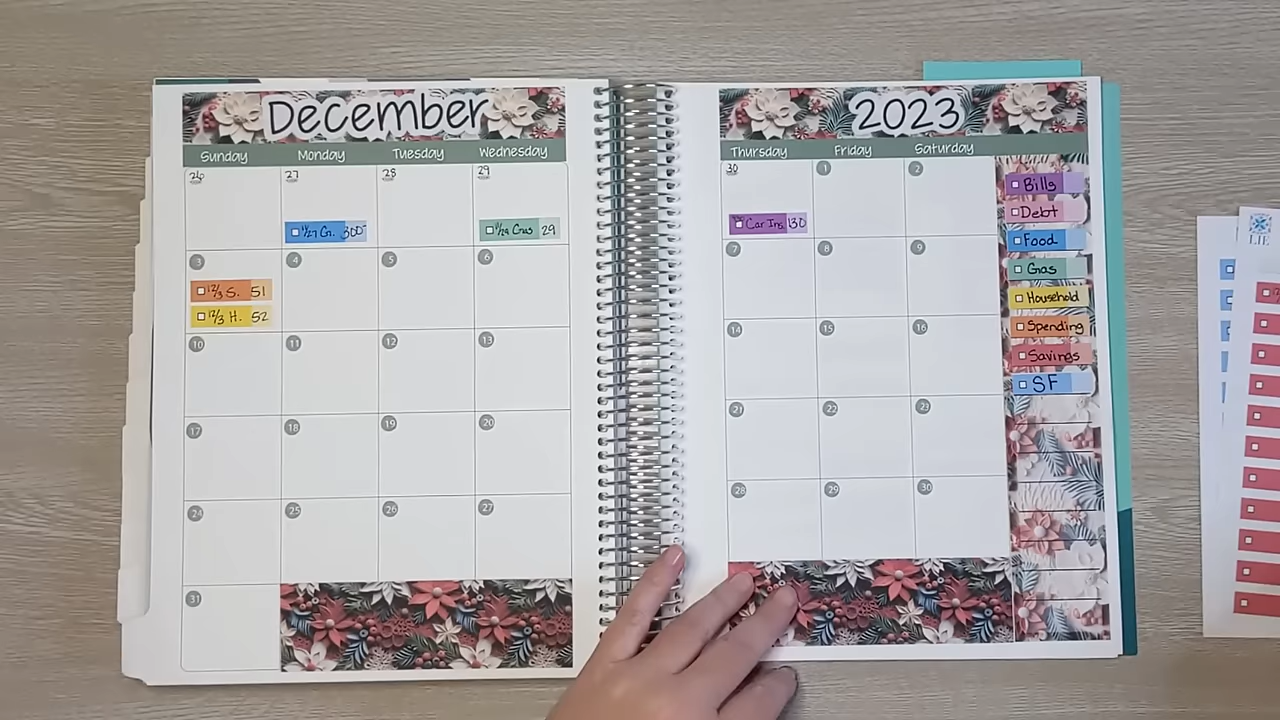 December
2023
Sunday Monday Tuesday Wednesday
Thursday Friday Saturday
26 27 28 29
30 1 2
11/27 Gr. 300
11/29 Gas 29
Car Ins. 130
3 4 5 6
7 8 9
12/3 S. 51
12/3 H. 52
10 11 12 13
14 15 16
17 18 19 20
21 22 23
24 25 26 27
28 29 30
31
Bills
Debt
Food
Gas
Household
Spending
Savings
SF
LIE